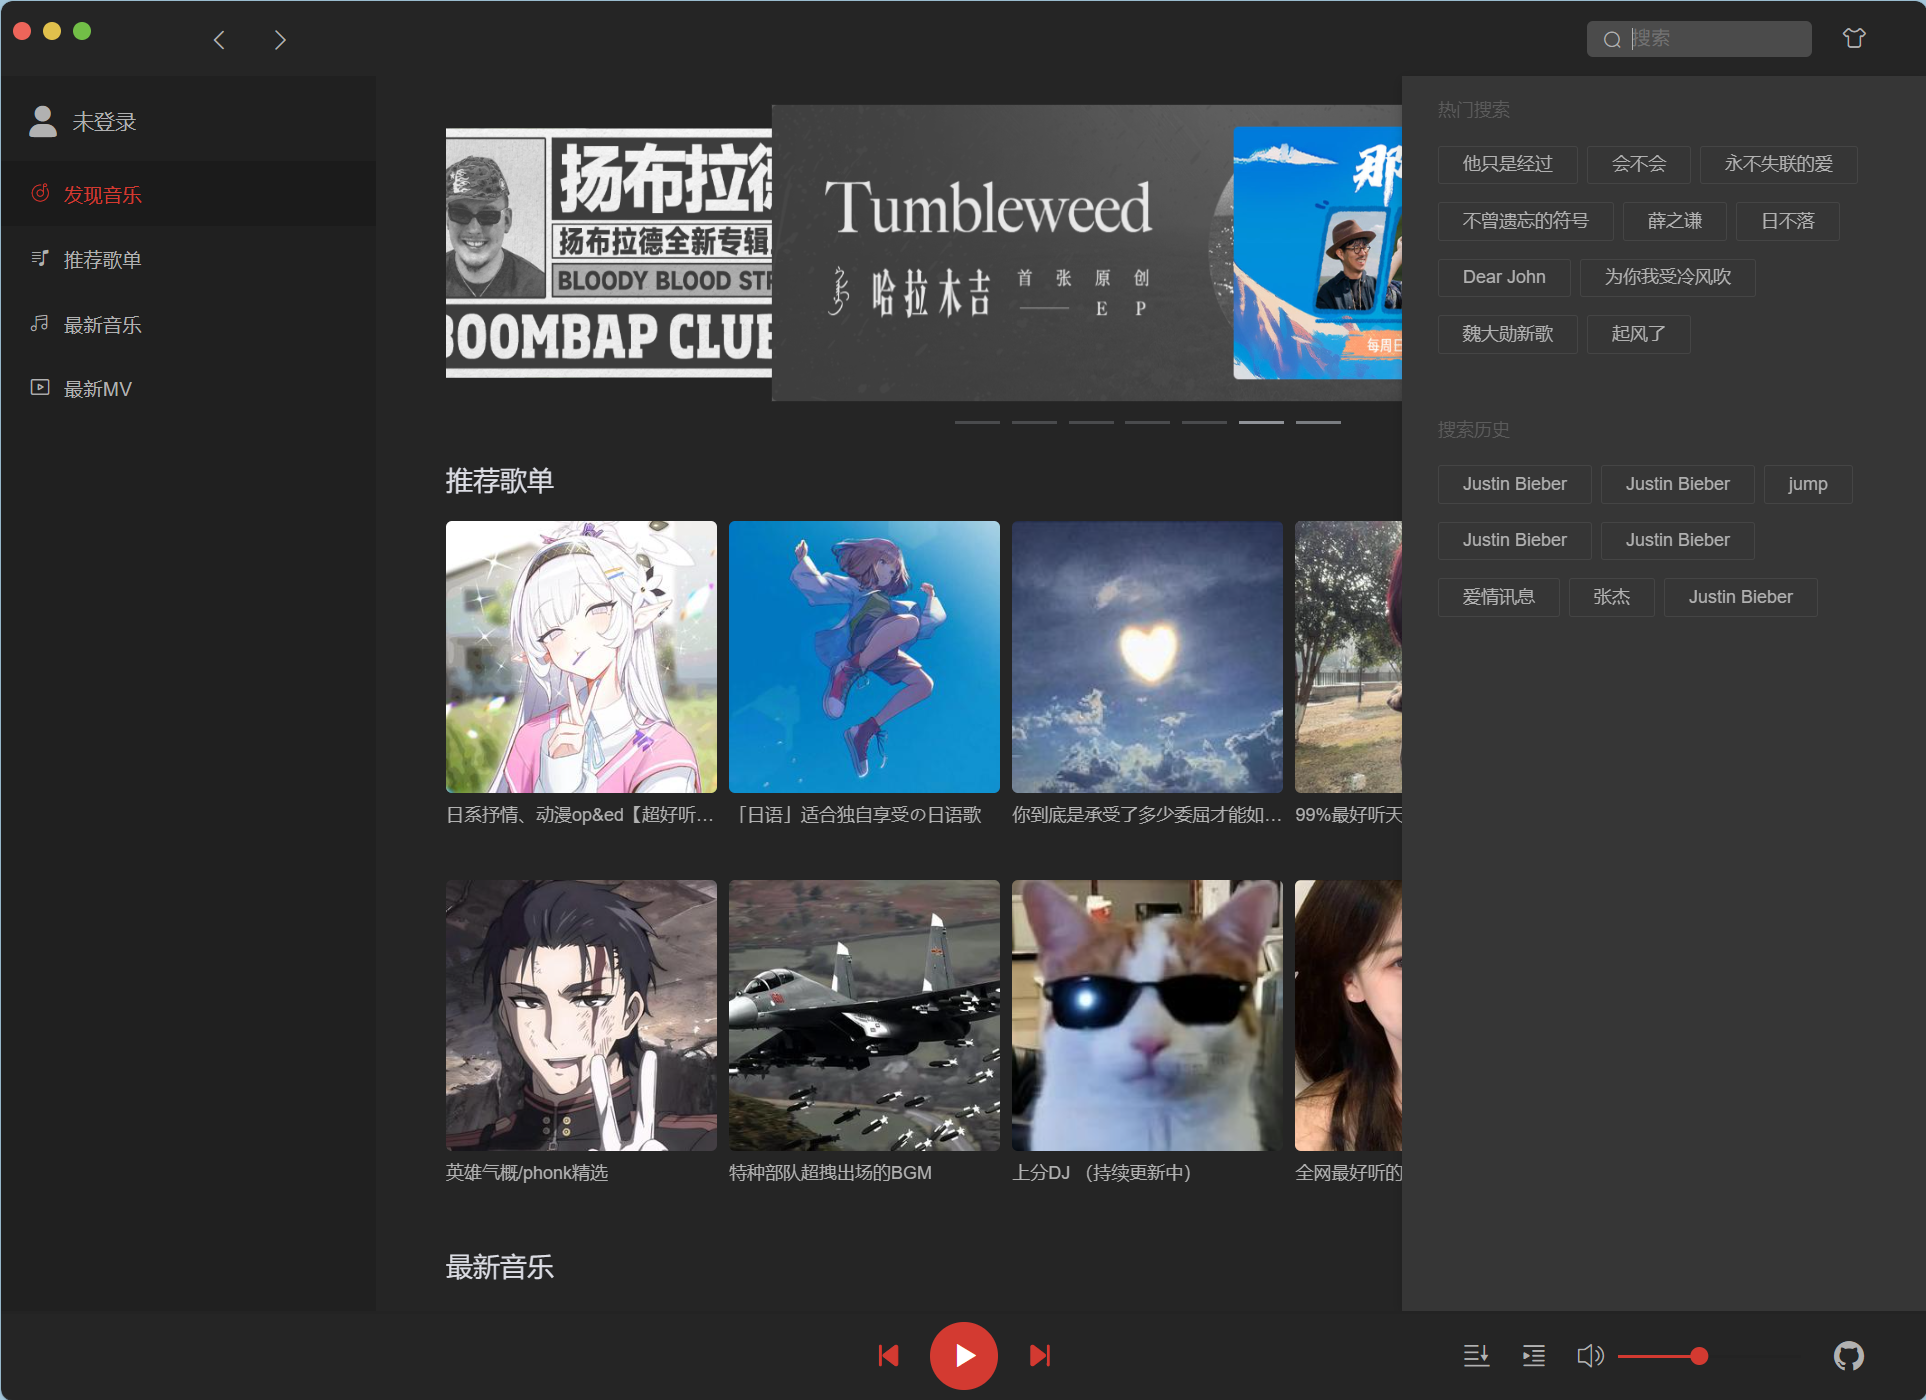 搜索
未登录
发现音乐
推荐歌单
最新音乐
最新MV
扬布拉德
扬布拉德全新专辑
BLOODY BLOOD STR
BOOMBAP CLUB
Tumbleweed
哈拉木吉
首张原创
EP
那
每周日
推荐歌单
日系抒情、动漫op&ed【超好听…
「日语」适合独自享受の日语歌
你到底是承受了多少委屈才能如…
99%最好听天
英雄气概/phonk精选
特种部队超拽出场的BGM
上分DJ （持续更新中）
全网最好听的
最新音乐
热门搜索
他只是经过
会不会
永不失联的爱
不曾遗忘的符号
薛之谦
日不落
Dear John
为你我受冷风吹
魏大勋新歌
起风了
搜索历史
Justin Bieber
Justin Bieber
jump
Justin Bieber
Justin Bieber
爱情讯息
张杰
Justin Bieber